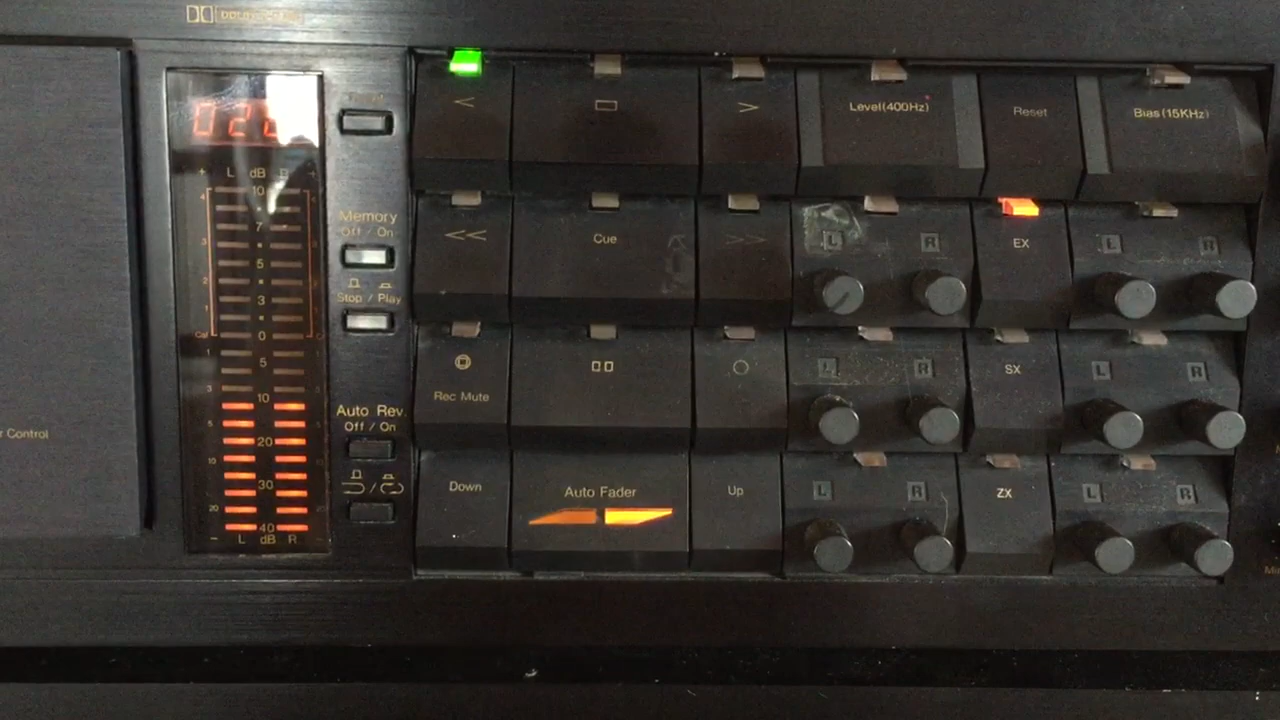 Level(400Hz)
Reset
Bias(15KHz)
+ L dB R +
10
7
5
3
0
5
10
20
30
40
- L dB R -
Memory
Off / On
Stop / Play
Auto Rev.
Off / On
<
>
<<
Cue
>>
L
R
EX
L
R
Rec Mute
L
R
SX
L
R
r Control
Down
Auto Fader
Up
L
R
ZX
L
R